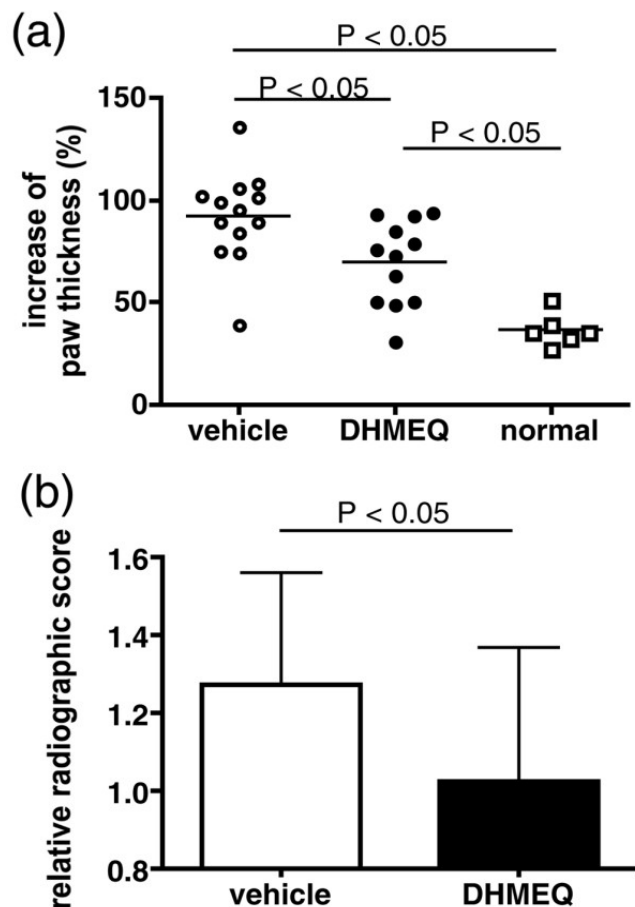 (a)
P < 0.05
P < 0.05
P < 0.05
increase of
paw thickness (%)
150
100
50
0
vehicle DHMEQ normal
(b)
P < 0.05
relative radiographic score
1.6
1.4
1.2
1.0
0.8
vehicle DHMEQ